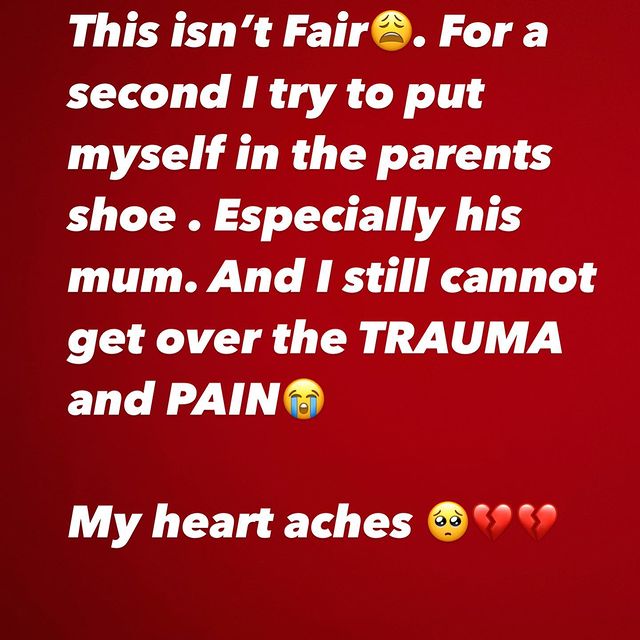 This isn’t Fair😩. For a
second I try to put
myself in the parents
shoe . Especially his
mum. And I still cannot
get over the TRAUMA
and PAIN😭
My heart aches 🥺💔💔